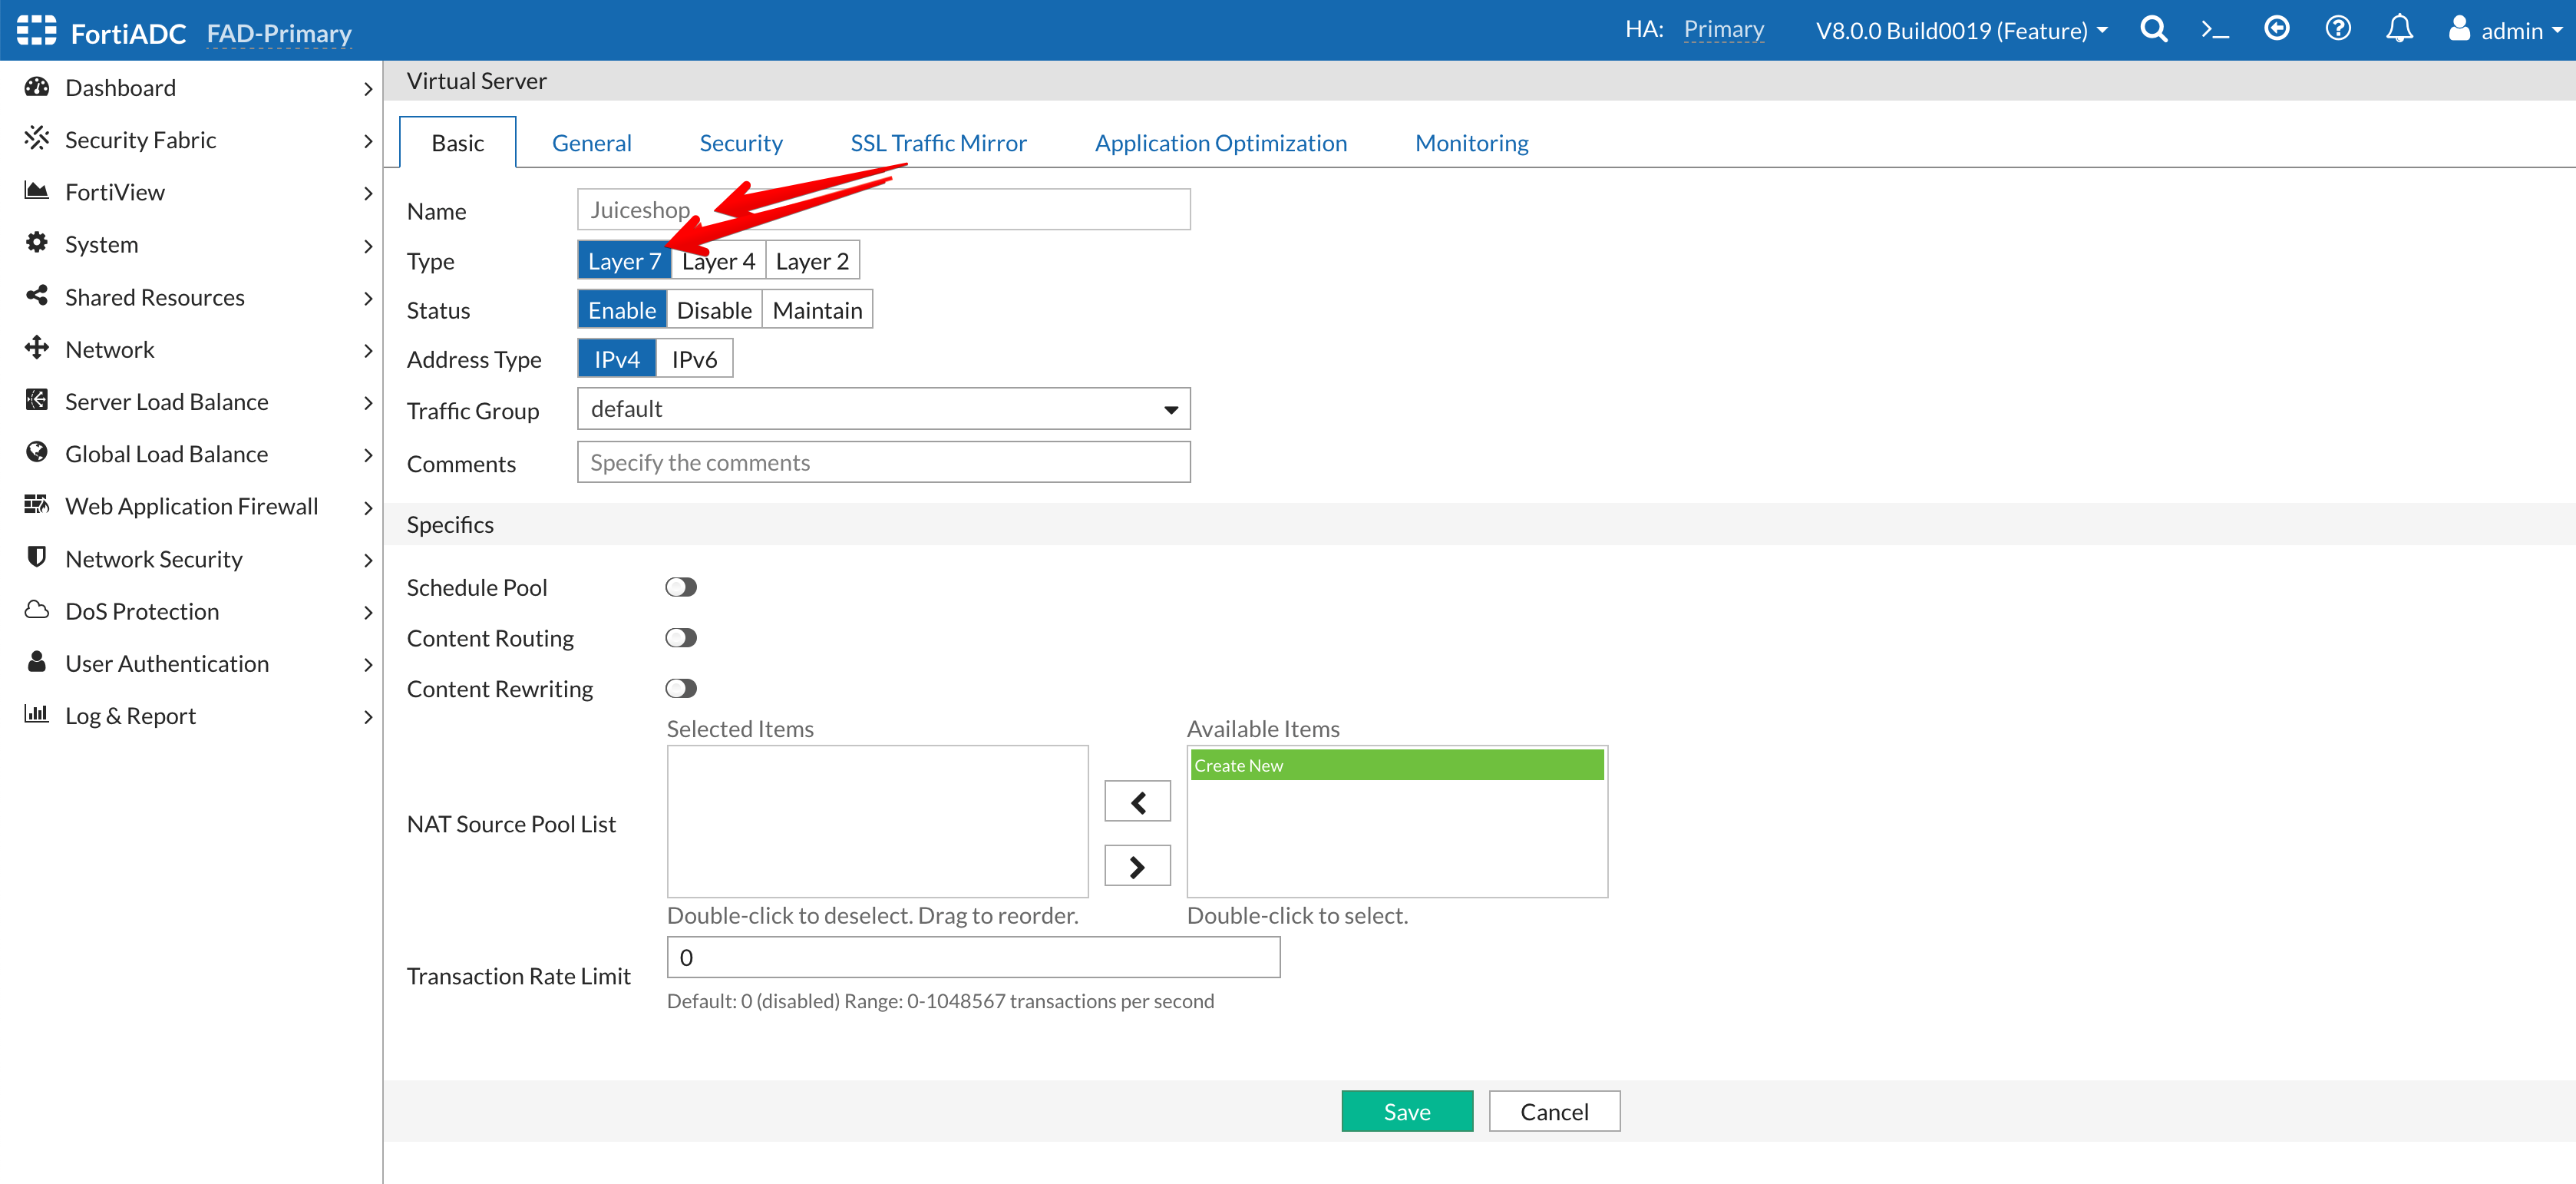 FortiADC FAD-Primary HA: Primary V8.0.0 Build0019 (Feature) admin
Dashboard
Security Fabric
FortiView
System
Shared Resources
Network
Server Load Balance
Global Load Balance
Web Application Firewall
Network Security
DoS Protection
User Authentication
Log & Report
Virtual Server
Basic General Security SSL Traffic Mirror Application Optimization Monitoring
Name Juiceshop
Type Layer 7 Layer 4 Layer 2
Status Enable Disable Maintain
Address Type IPv4 IPv6
Traffic Group default
Comments Specify the comments
Specifics
Schedule Pool
Content Routing
Content Rewriting
Selected Items Available Items
Create New
NAT Source Pool List
Double-click to deselect. Drag to reorder. Double-click to select.
0
Transaction Rate Limit
Default: 0 (disabled) Range: 0-1048567 transactions per second
Save Cancel